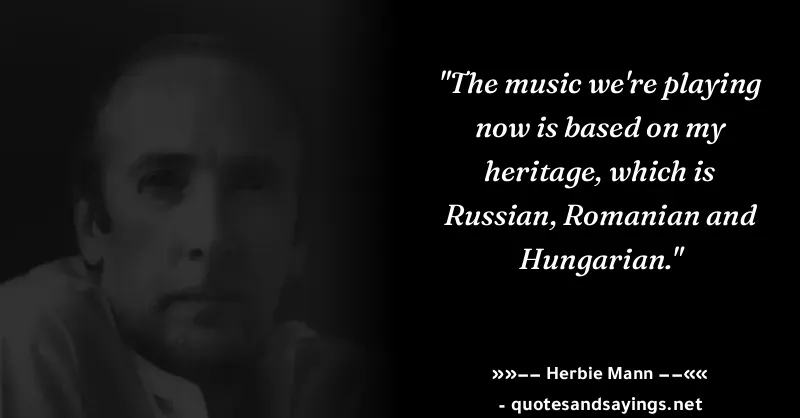 "The music we're playing
now is based on my
heritage, which is
Russian, Romanian and
Hungarian."
»»−− Herbie Mann −−««
- quotesandsayings.net